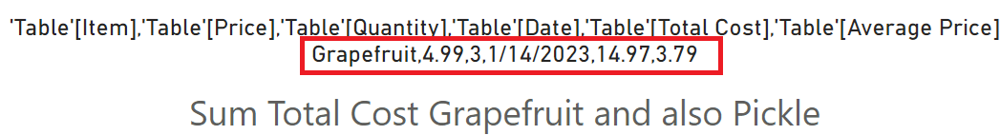 'Table'[Item],'Table'[Price],'Table'[Quantity],'Table'[Date],'Table'[Total Cost],'Table'[Average Price]
Grapefruit,4.99,3,1/14/2023,14.97,3.79
Sum Total Cost Grapefruit and also Pickle